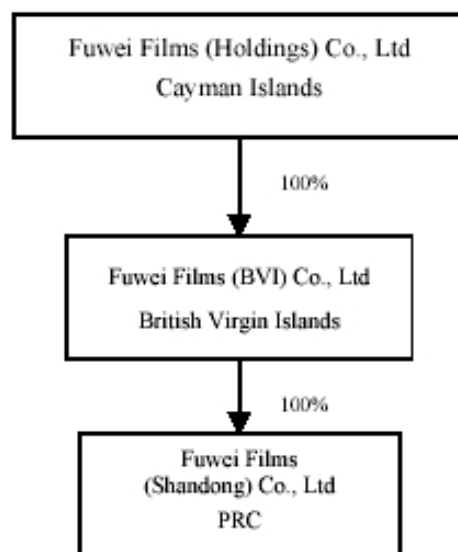 Fuwei Films (Holdings) Co., Ltd
Cayman Islands
100%
Fuwei Films (BVI) Co., Ltd
British Virgin Islands
100%
Fuwei Films
(Shandong) Co., Ltd
PRC